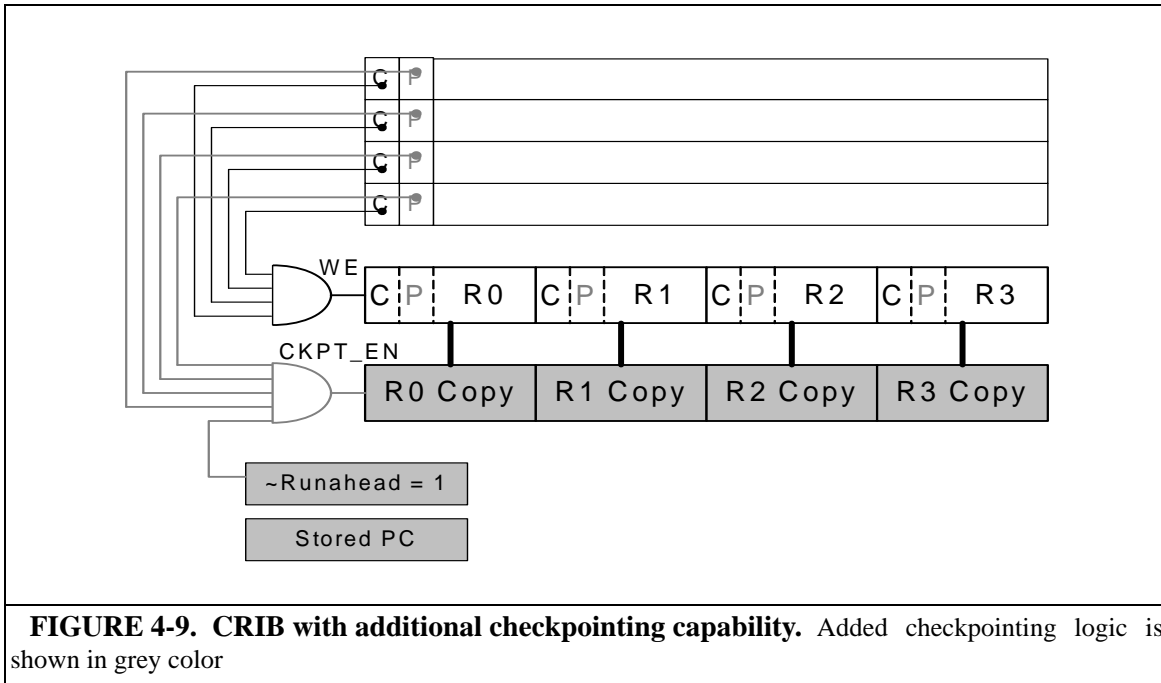 C P
C P
C P
C P
WE
C P R0 C P R1 C P R2 C P R3
CKPT_EN
R0 Copy R1 Copy R2 Copy R3 Copy
~Runahead = 1
Stored PC
FIGURE 4-9. CRIB with additional checkpointing capability. Added checkpointing logic is
shown in grey color